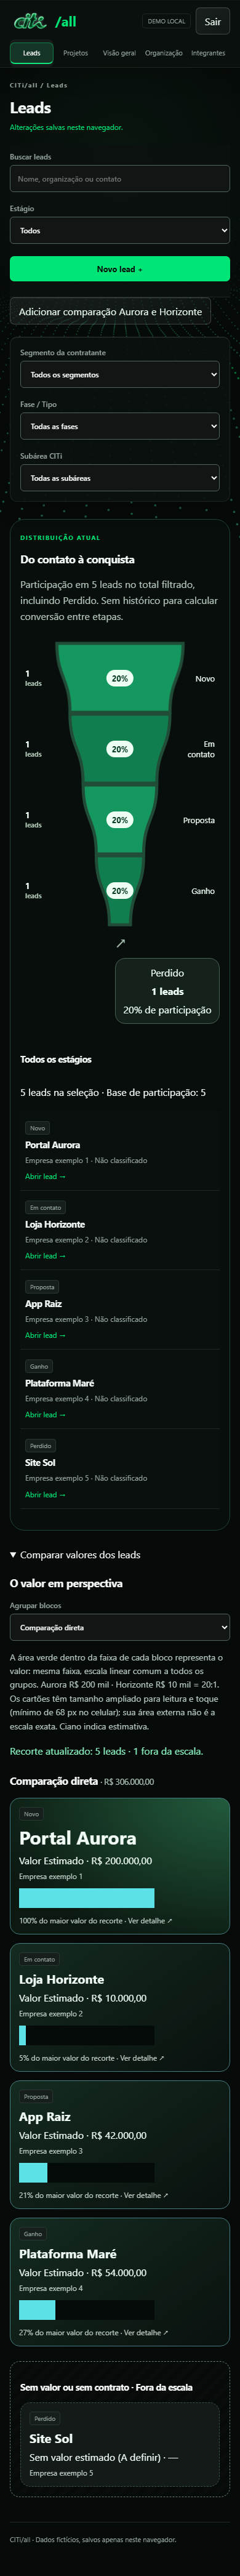 citi /all
DEMO LOCAL
Sair
Leads Projetos Visão geral Organização Integrantes
CITi/all / Leads
Leads
Alterações salvas neste navegador.
Buscar leads
Nome, organização ou contato
Estágio
Todos
Novo lead +
Adicionar comparação Aurora e Horizonte
Segmento da contratante
Todos os segmentos
Fase / Tipo
Todas as fases
Subárea CITi
Todas as subáreas
DISTRIBUIÇÃO ATUAL
Do contato à conquista
Participação em 5 leads no total filtrado,
incluindo Perdido. Sem histórico para calcular
conversão entre etapas.
1
leads
20%
Novo
1
leads
20%
Em
contato
1
leads
20%
Proposta
1
leads
20%
Ganho
↗
Perdido
1 leads
20% de participação
Todos os estágios
5 leads na seleção · Base de participação: 5
Novo
Portal Aurora
Empresa exemplo 1 · Não classificado
Abrir lead →
Em contato
Loja Horizonte
Empresa exemplo 2 · Não classificado
Abrir lead →
Proposta
App Raiz
Empresa exemplo 3 · Não classificado
Abrir lead →
Ganho
Plataforma Maré
Empresa exemplo 4 · Não classificado
Abrir lead →
Perdido
Site Sol
Empresa exemplo 5 · Não classificado
Abrir lead →
▼ Comparar valores dos leads
O valor em perspectiva
Agrupar blocos
Comparação direta
A área verde dentro da faixa de cada bloco representa o
valor: mesma faixa, escala linear comum a todos os
grupos. Aurora R$ 200 mil · Horizonte R$ 10 mil = 20:1.
Os cartões têm tamanho ampliado para leitura e toque
(mínimo de 68 px no celular); sua área externa não é a
escala exata. Ciano indica estimativa.
Recorte atualizado: 5 leads · 1 fora da escala.
Comparação direta · R$ 306.000,00
Novo
Portal Aurora
Valor Estimado · R$ 200.000,00
Empresa exemplo 1
100% do maior valor do recorte · Ver detalhe ↗
Em contato
Loja Horizonte
Valor Estimado · R$ 10.000,00
Empresa exemplo 2
5% do maior valor do recorte · Ver detalhe ↗
Proposta
App Raiz
Valor Estimado · R$ 42.000,00
Empresa exemplo 3
21% do maior valor do recorte · Ver detalhe ↗
Ganho
Plataforma Maré
Valor Estimado · R$ 54.000,00
Empresa exemplo 4
27% do maior valor do recorte · Ver detalhe ↗
Sem valor ou sem contrato · Fora da escala
Perdido
Site Sol
Sem valor estimado (A definir) · —
Empresa exemplo 5
CITi/all · Dados fictícios, salvos apenas neste navegador.